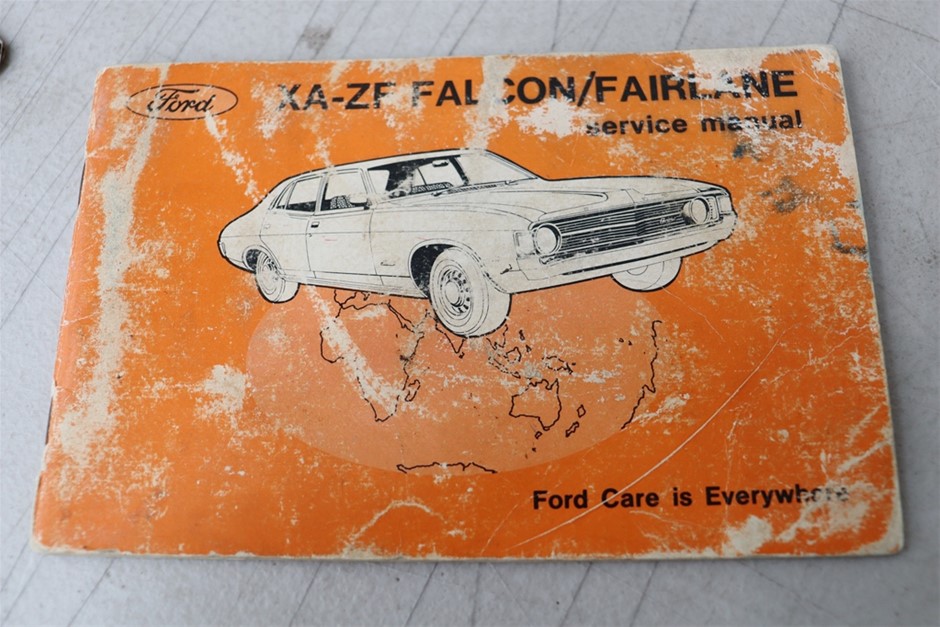 Ford
XA-ZF FALCON/FAIRLANE
service manual
Ford Care is Everywhere